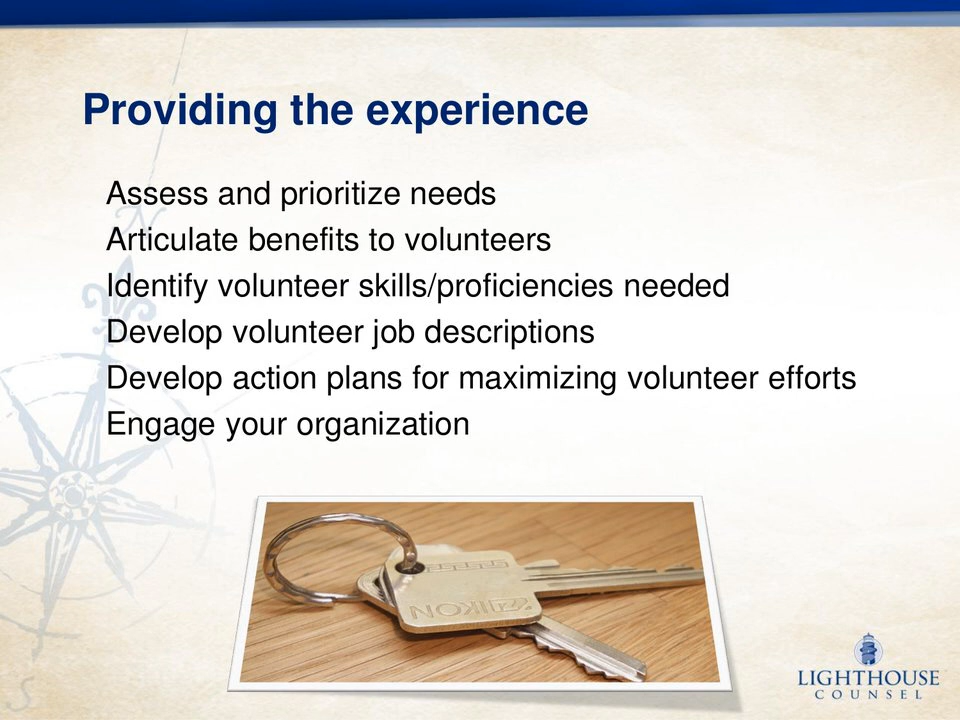 Providing the experience
Assess and prioritize needs
Articulate benefits to volunteers
Identify volunteer skills/proficiencies needed
Develop volunteer job descriptions
Develop action plans for maximizing volunteer efforts
Engage your organization
IKON
LIGHTHOUSE
COUNSEL
N
S